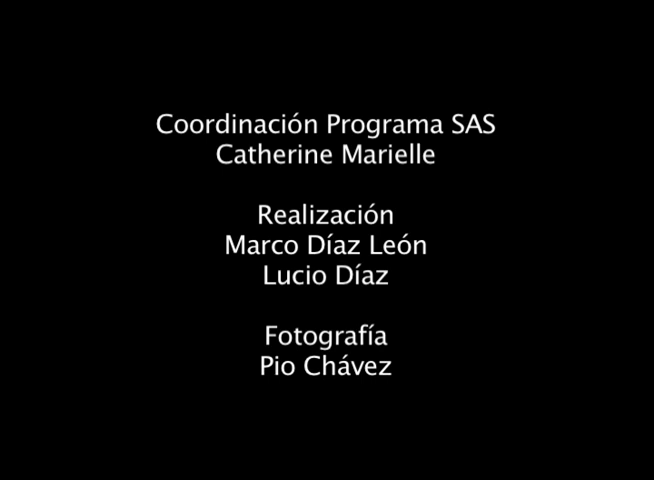 Coordinación Programa SAS
Catherine Marielle
Realización
Marco Díaz León
Lucio Díaz
Fotografía
Pio Chávez